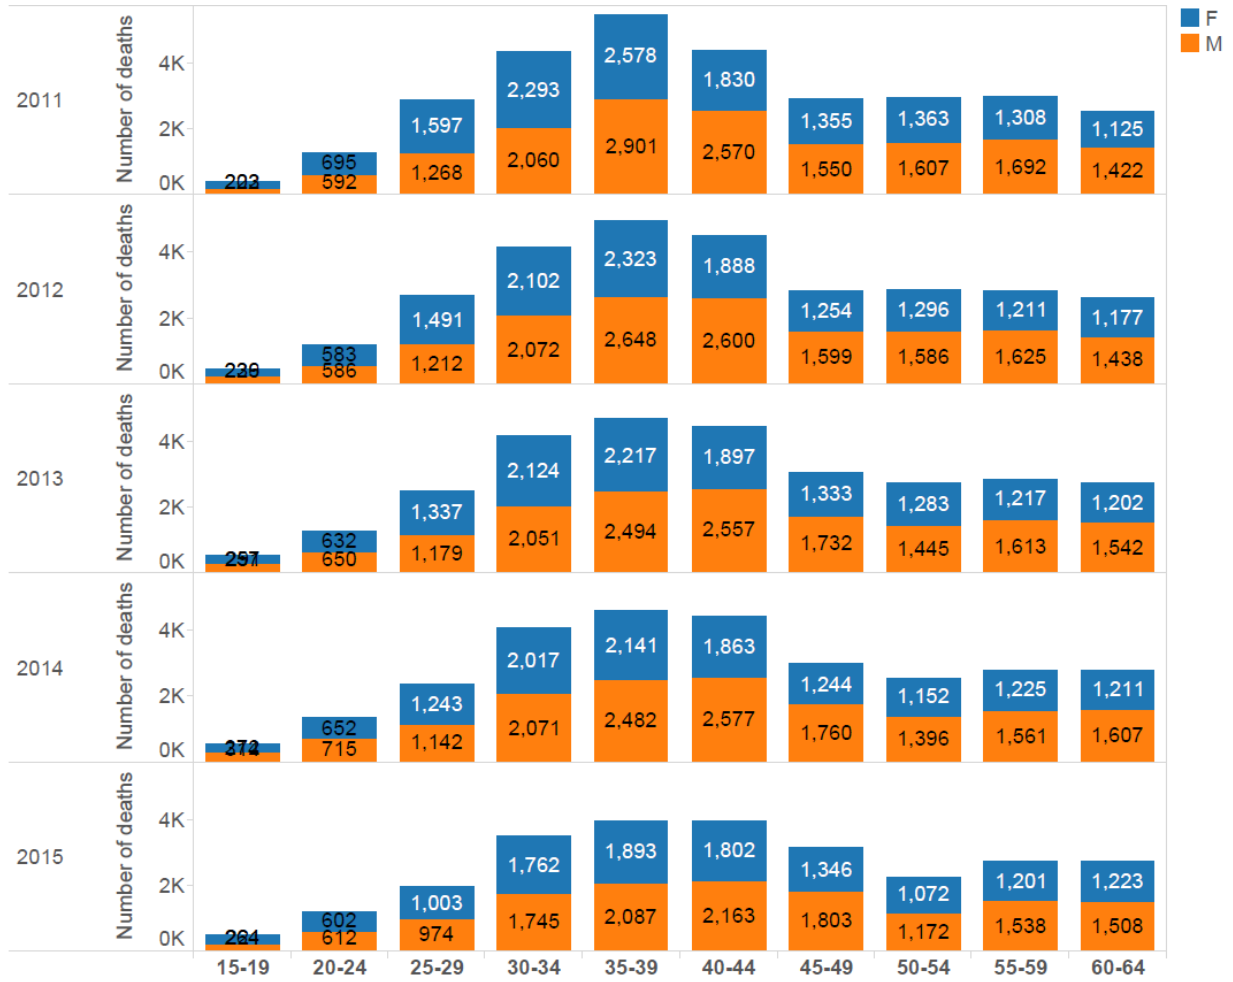 F
M
2011
Number of deaths
4K
2K
0K
2,578
2,293
1,830
1,597
2,901
2,570
1,355 1,363 1,308 1,125
695
2,060
1,268
1,550 1,607 1,692 1,422
592
2012
Number of deaths
4K
2K
0K
2,323
2,102
1,888
1,491
1,254 1,296 1,211 1,177
583
2,072 2,648 2,600
1,599 1,586 1,625 1,438
586 1,212
2013
Number of deaths
4K
2K
0K
2,124 2,217 1,897
1,337
1,333 1,283 1,217 1,202
632
2,051 2,494 2,557
1,732 1,445 1,613 1,542
650 1,179
2014
Number of deaths
4K
2K
0K
2,017 2,141 1,863
1,243
1,244 1,152 1,225 1,211
652
2,071 2,482 2,577
1,760 1,396 1,561 1,607
715 1,142
2015
Number of deaths
4K
2K
0K
1,762 1,893 1,802
1,003
1,346 1,072 1,201 1,223
602
1,745 2,087 2,163 1,803
612 974
1,172 1,538 1,508
15-19 20-24 25-29 30-34 35-39 40-44 45-49 50-54 55-59 60-64